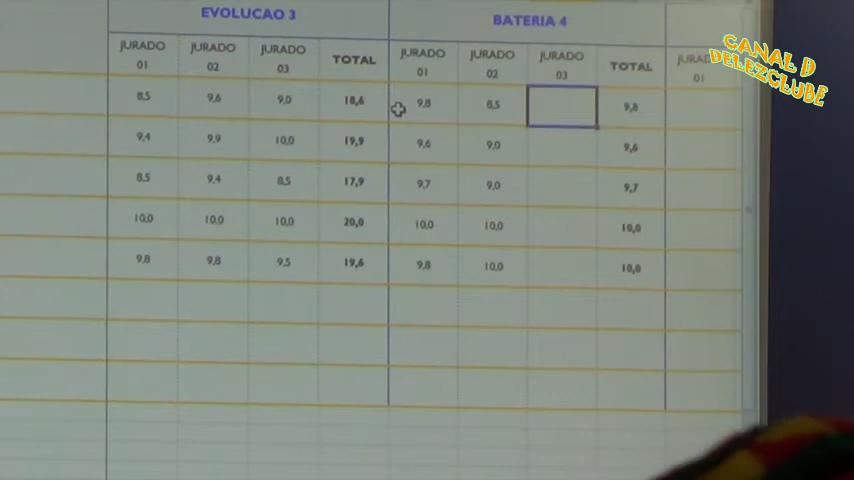 EVOLUCAO 3 BATERIA 4
JURADO 01 JURADO 02 JURADO 03 TOTAL JURADO 01 JURADO 02 JURADO 03 TOTAL JURADO 01
8,5 9,6 9,0 18,6 9,8 8,5 9,8
9,4 9,9 10,0 19,9 9,6 9,0 9,6
8,5 9,4 8,5 17,9 9,7 9,0 9,7
10,0 10,0 10,0 20,0 10,0 10,0 10,0
9,8 9,8 9,5 19,6 9,8 10,0 10,0
CANAL D
DELEZCLUBE